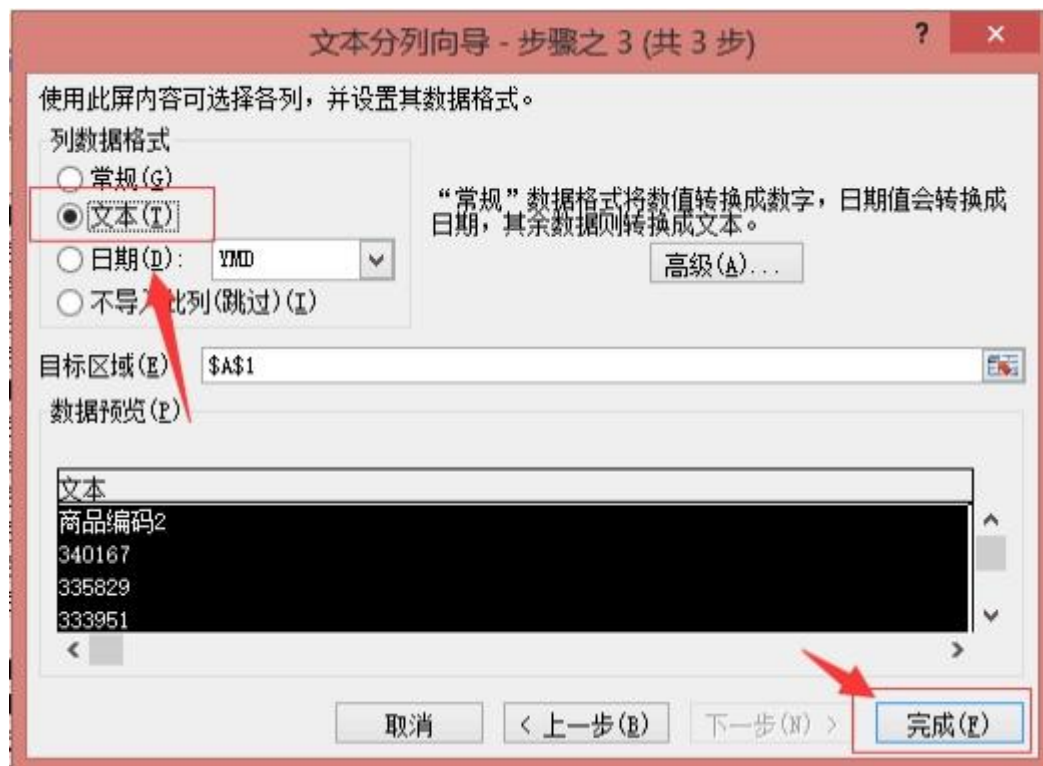 文本分列向导 - 步骤之 3 (共 3 步)
? ×
使用此屏内容可选择各列，并设置其数据格式。
列数据格式
常规(G)
文本(T)
日期(D): YMD
不导入此列(跳过)(I)
“常规”数据格式将数值转换成数字，日期值会转换成
日期，其余数据则转换成文本。
高级(A)...
目标区域(E) $A$1
数据预览(P)
文本
商品编码2
340167
335829
333951
取消 < 上一步(B) 下一步(N) > 完成(F)